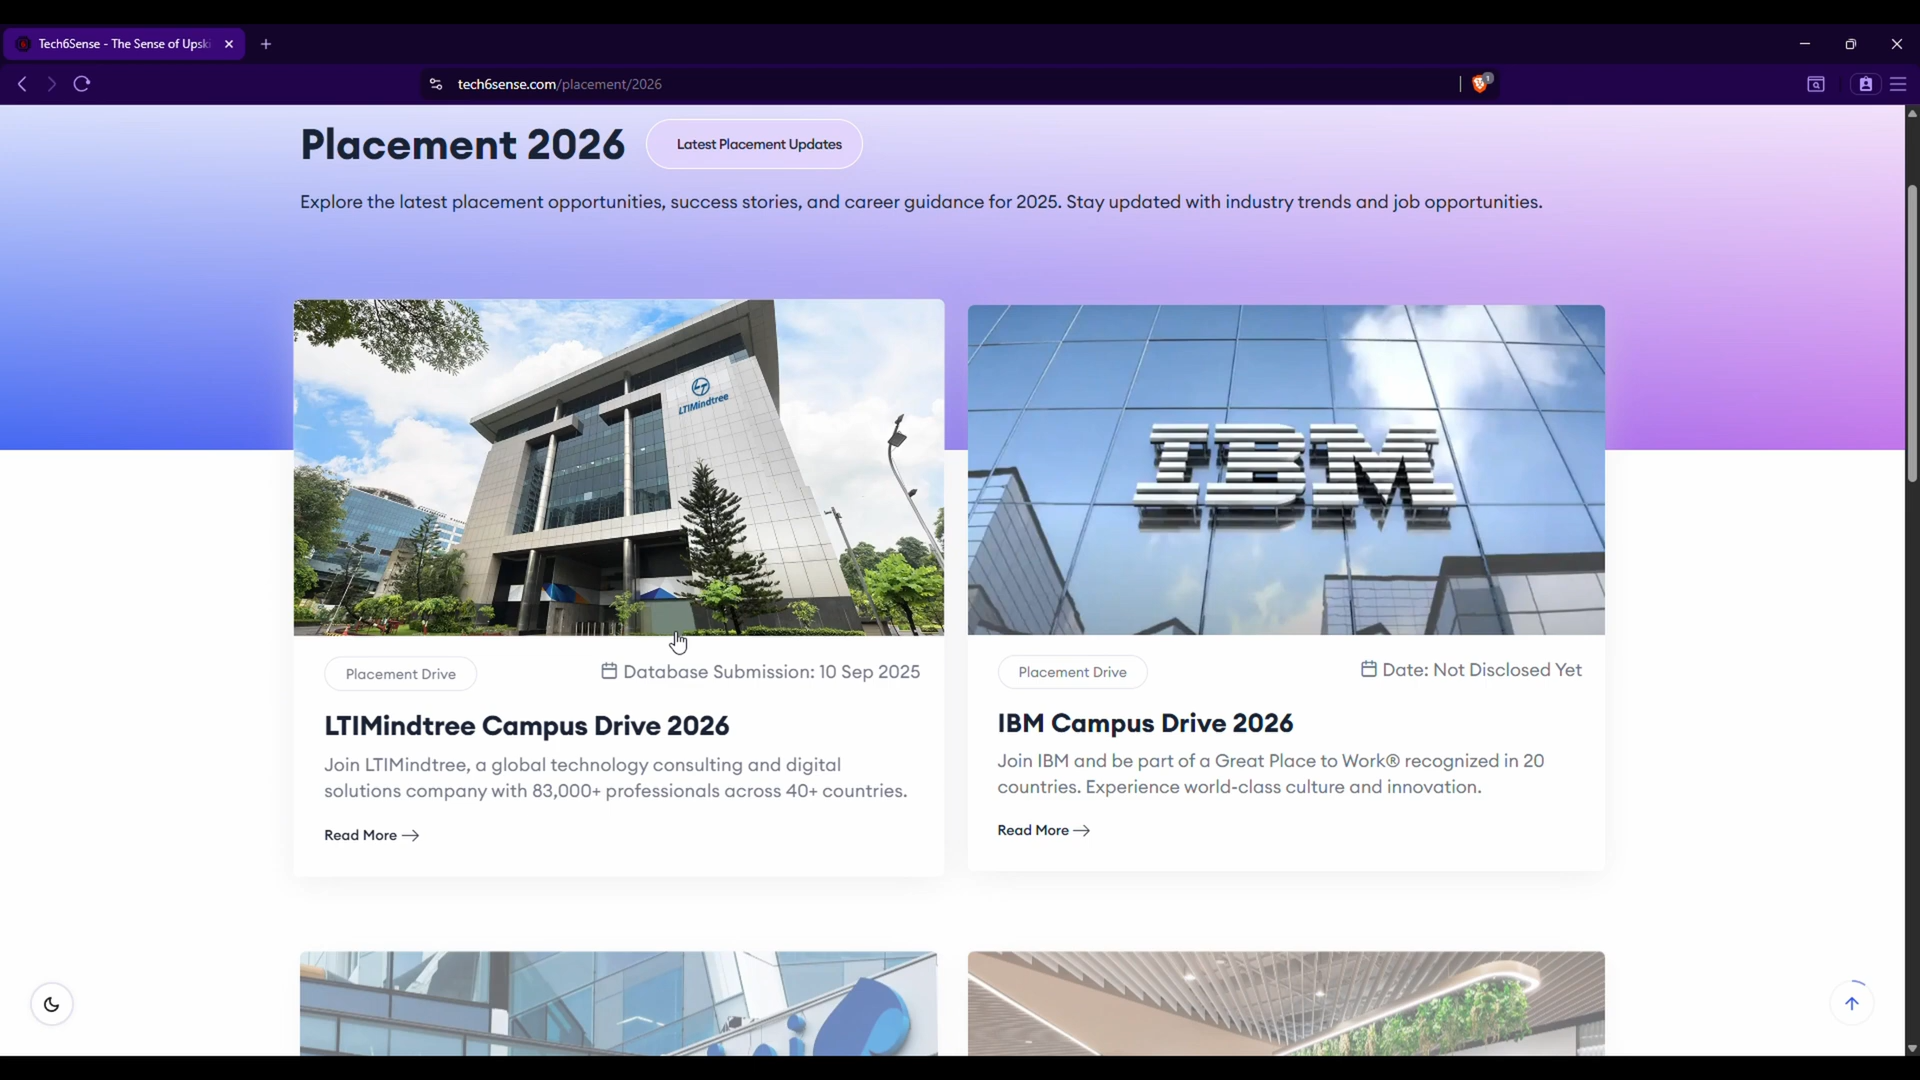 Tech6Sense - The Sense of Upski
tech6sense.com/placement/2026
1
Placement 2026
Latest Placement Updates
Explore the latest placement opportunities, success stories, and career guidance for 2025. Stay updated with industry trends and job opportunities.
LTIMindtree
IBM
Placement Drive
Database Submission: 10 Sep 2025
LTIMindtree Campus Drive 2026
Join LTIMindtree, a global technology consulting and digital
solutions company with 83,000+ professionals across 40+ countries.
Read More
Placement Drive
Date: Not Disclosed Yet
IBM Campus Drive 2026
Join IBM and be part of a Great Place to Work® recognized in 20
countries. Experience world-class culture and innovation.
Read More